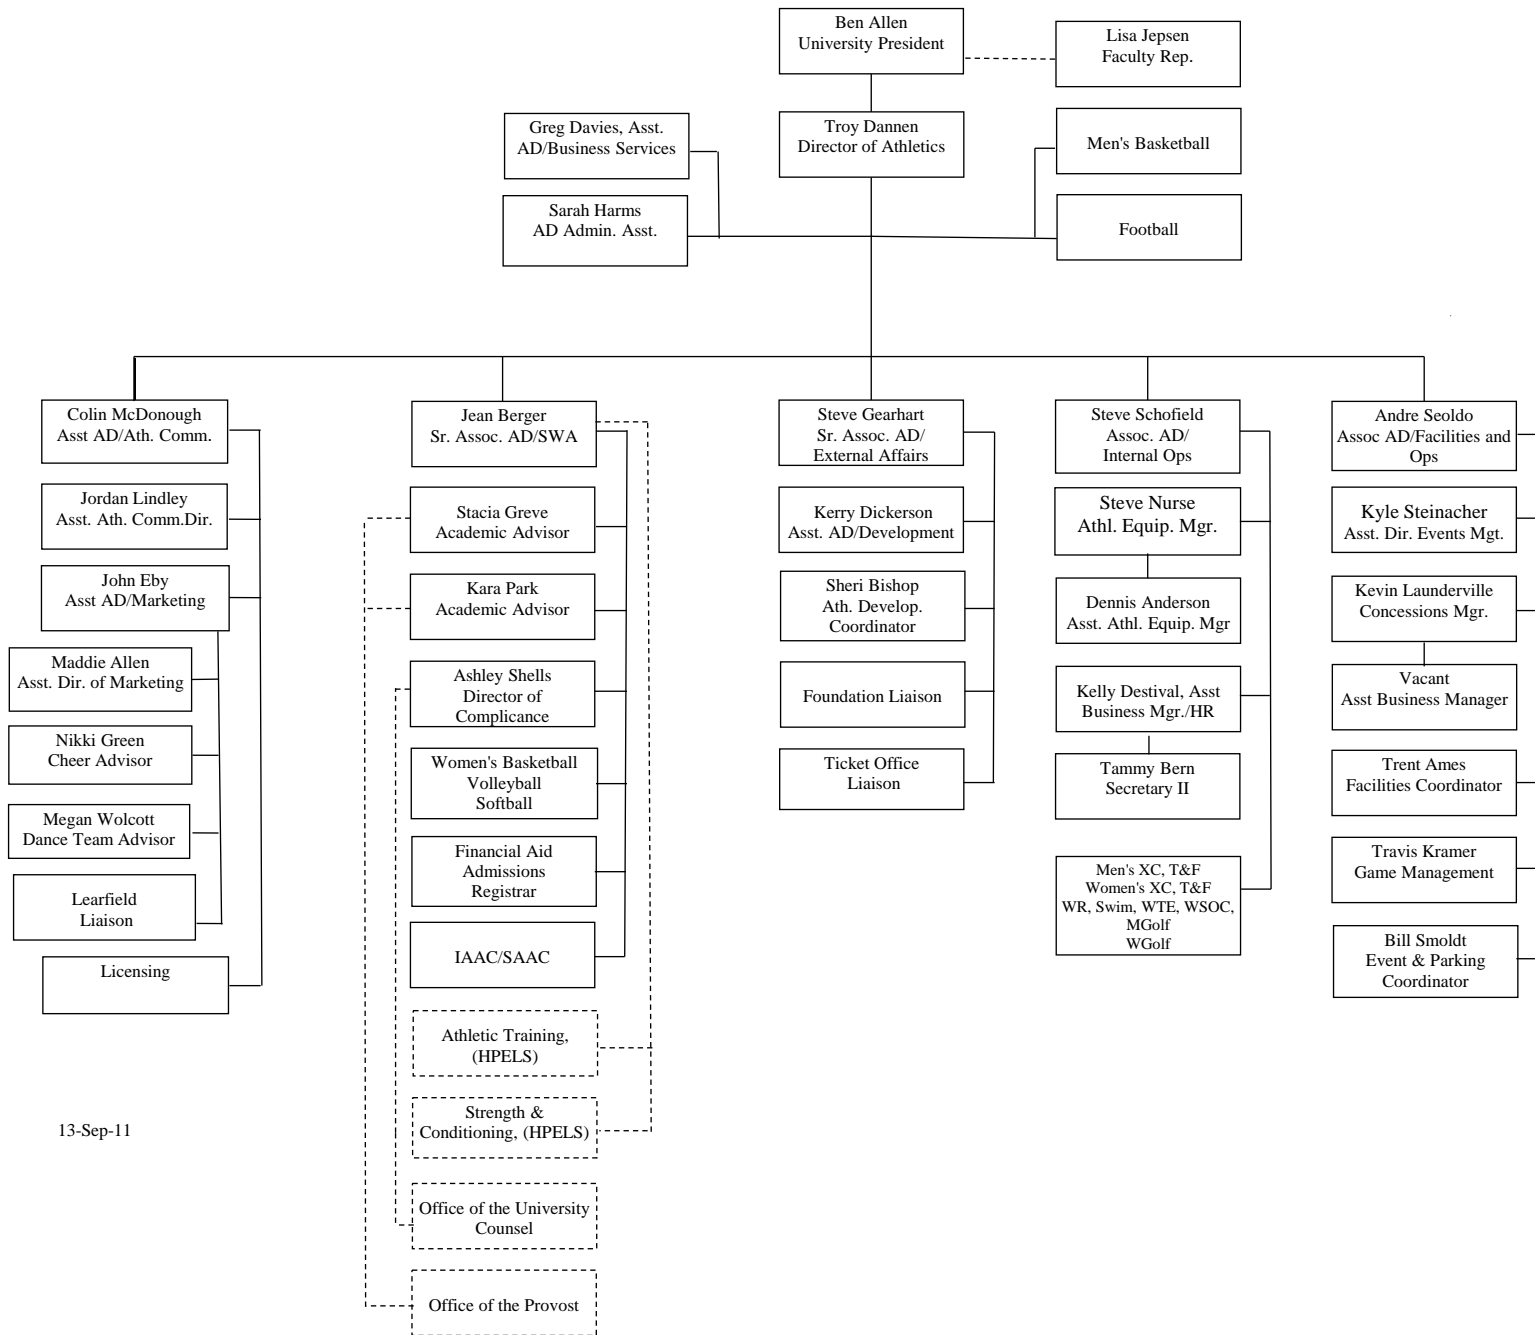 Ben Allen
University President
Lisa Jepsen
Faculty Rep.
Greg Davies, Asst.
AD/Business Services
Troy Dannen
Director of Athletics
Men's Basketball
Sarah Harms
AD Admin. Asst.
Football
Colin McDonough
Asst AD/Ath. Comm.
Jordan Lindley
Asst. Ath. Comm.Dir.
John Eby
Asst AD/Marketing
Maddie Allen
Asst. Dir. of Marketing
Nikki Green
Cheer Advisor
Megan Wolcott
Dance Team Advisor
Learfield
Liaison
Licensing
Jean Berger
Sr. Assoc. AD/SWA
Stacia Greve
Academic Advisor
Kara Park
Academic Advisor
Ashley Shells
Director of
Complicance
Women's Basketball
Volleyball
Softball
Financial Aid
Admissions
Registrar
IAAC/SAAC
Athletic Training,
(HPELS)
Strength &
Conditioning, (HPELS)
Office of the University
Counsel
Office of the Provost
Steve Gearhart
Sr. Assoc. AD/
External Affairs
Kerry Dickerson
Asst. AD/Development
Sheri Bishop
Ath. Develop.
Coordinator
Foundation Liaison
Ticket Office
Liaison
Steve Schofield
Assoc. AD/
Internal Ops
Steve Nurse
Athl. Equip. Mgr.
Dennis Anderson
Asst. Athl. Equip. Mgr
Kelly Destival, Asst
Business Mgr./HR
Tammy Bern
Secretary II
Men's XC, T&F
Women's XC, T&F
WR, Swim, WTE, WSOC,
MGolf
WGolf
Andre Seoldo
Assoc AD/Facilities and
Ops
Kyle Steinacher
Asst. Dir. Events Mgt.
Kevin Launderville
Concessions Mgr.
Vacant
Asst Business Manager
Trent Ames
Facilities Coordinator
Travis Kramer
Game Management
Bill Smoldt
Event & Parking
Coordinator
13-Sep-11